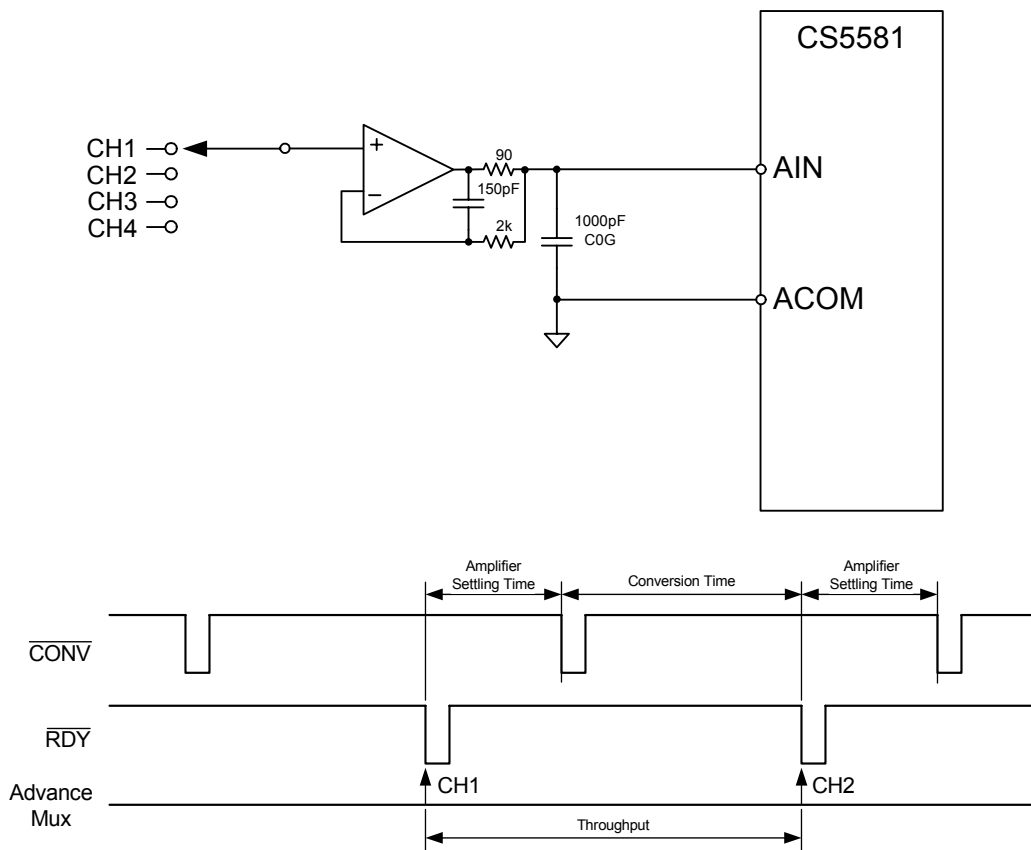 CS5581
CH1
CH2
CH3
CH4
+
−
90
150pF
2k
1000pF
C0G
AIN
ACOM
Amplifier
Settling Time
Conversion Time
Amplifier
Settling Time
CONV
RDY
Advance
Mux
CH1
CH2
Throughput